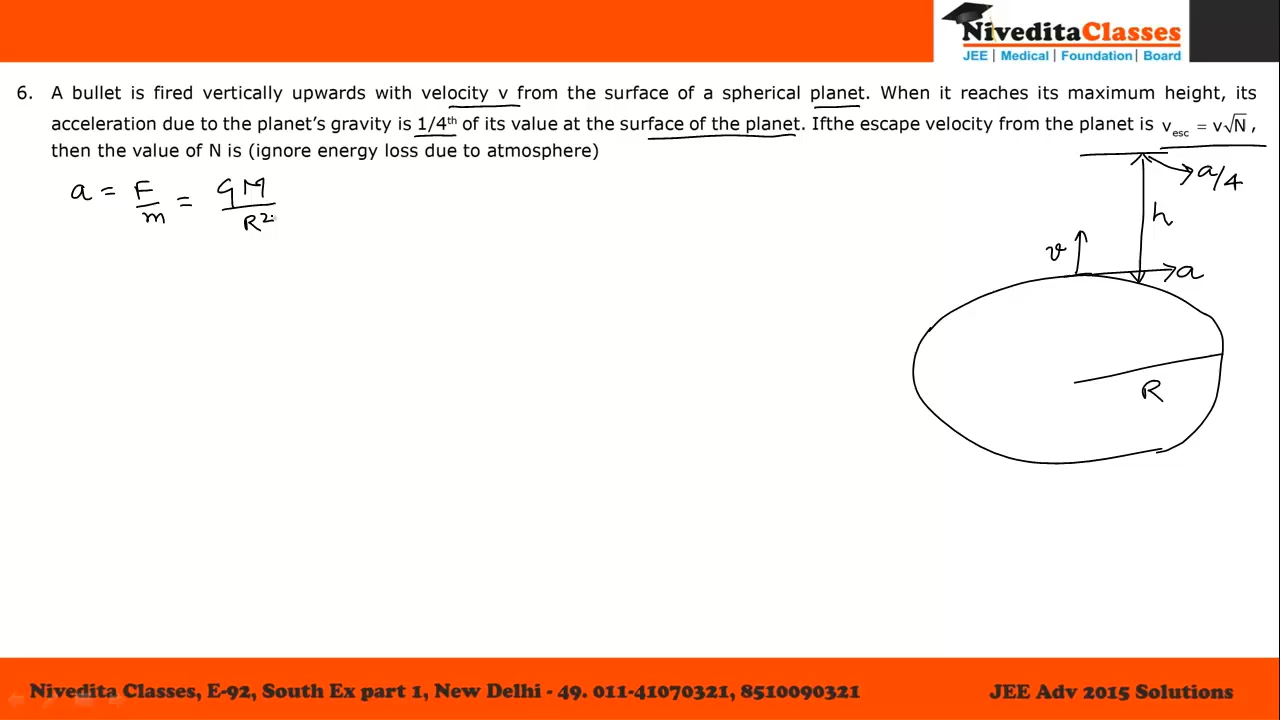 NiveditaClasses
JEE | Medical | Foundation | Board
6. A bullet is fired vertically upwards with velocity v from the surface of a spherical planet. When it reaches its maximum height, its
acceleration due to the planet's gravity is 1/4th of its value at the surface of the planet. Ifthe escape velocity from the planet is v_esc = v√N,
then the value of N is (ignore energy loss due to atmosphere)
a = F/m = GM/R²
a/4
h
v
a
R
Nivedita Classes, E-92, South Ex part 1, New Delhi - 49. 011-41070321, 8510090321
JEE Adv 2015 Solutions